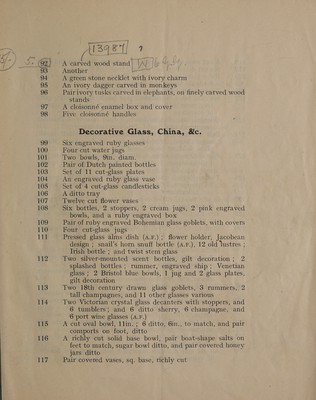 13987
7
5/-
5.
92 A carved wood stand
93 Another
94 A green stone necklet with ivory charm
95 An ivory dagger carved in monkeys
96 Pair ivory tusks carved in elephants, on finely carved wood
stands
97 A cloisonné enamel box and cover
98 Five cloisonné handles
Decorative Glass, China, &c.
99 Six engraved ruby glasses
100 Four cut water jugs
101 Two bowls, 9in. diam.
102 Pair of Dutch painted bottles
103 Set of 11 cut-glass plates
104 An engraved ruby glass vase
105 Set of 4 cut-glass candlesticks
106 A ditto tray
107 Twelve cut flower vases
108 Six bottles, 2 stoppers, 2 cream jugs, 2 pink engraved
bowls, and a ruby engraved box
109 Pair of ruby engraved Bohemian glass goblets, with covers
110 Four cut-glass jugs
111 Pressed glass alms dish (A.F.) ; flower holder, Jacobean
design ; snail's horn snuff bottle (A.F.), 12 old lustres ;
Irish bottle ; and twist stem glass
112 Two silver-mounted scent bottles, gilt decoration ; 2
splashed bottles ; rummer, engraved ship ; Venetian
glass ; 2 Bristol blue bowls, 1 jug and 2 glass plates,
gilt decoration
113 Two 18th century drawn glass goblets, 3 rummers, 2
tall champagnes, and 11 other glasses various
114 Two Victorian crystal glass decanters with stoppers, and
6 tumblers ; and 6 ditto sherry, 6 champagne, and
6 port wine glasses (A.F.)
115 A cut oval bowl, 11in. ; 6 ditto, 6in., to match, and pair
comports on foot, ditto
116 A richly cut solid base bowl, pair boat-shape salts on
feet to match, sugar bowl ditto, and pair covered honey
jars ditto
117 Pair covered vases, sq. base, richly cut